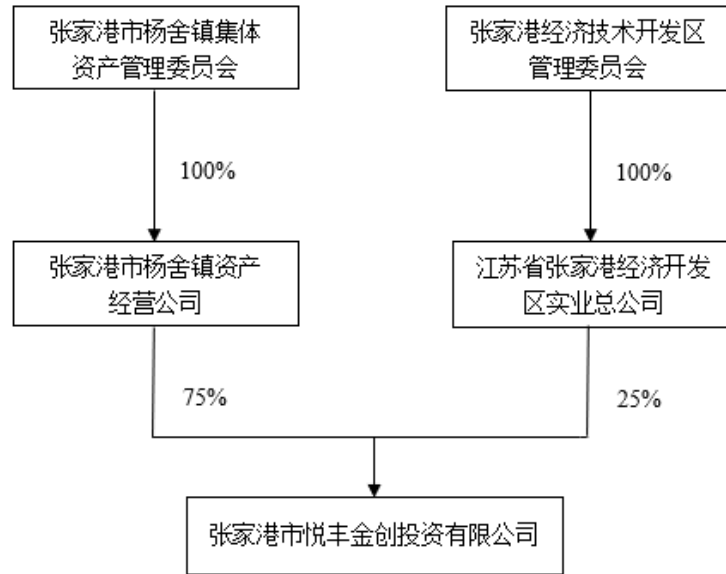 张家港市杨舍镇集体
资产管理委员会
张家港经济技术开发区
管理委员会
100%
100%
张家港市杨舍镇资产
经营公司
江苏省张家港经济开发
区实业总公司
75%
25%
张家港市悦丰金创投资有限公司